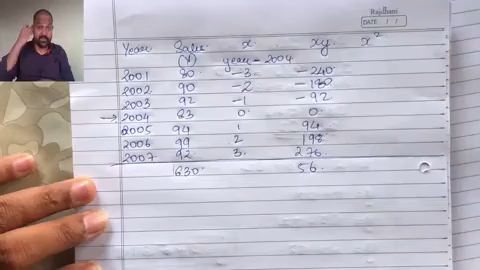 Rajdhani
DATE / /
Year Sales x xy x²
(Y) year - 2004
2001 80 -3 -240
2002 90 -2 -180
2003 92 -1 -92
→ 2004 83 0 0
2005 94 1 94
2006 99 2 198
2007 92 3 276
630 56